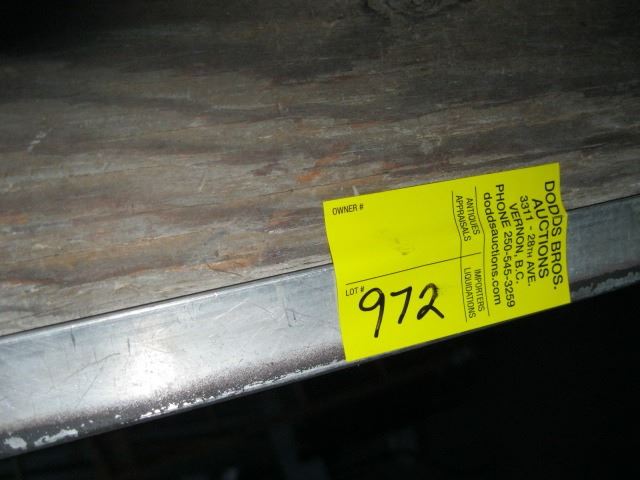 DODDS BROS.
AUCTIONS
3311 - 28TH AVE.
VERNON, B.C.
PHONE 250-545-3259
doddsauctions.com
ANTIQUES
APPRAISALS
IMPORTERS
LIQUIDATIONS
OWNER #
LOT #
972